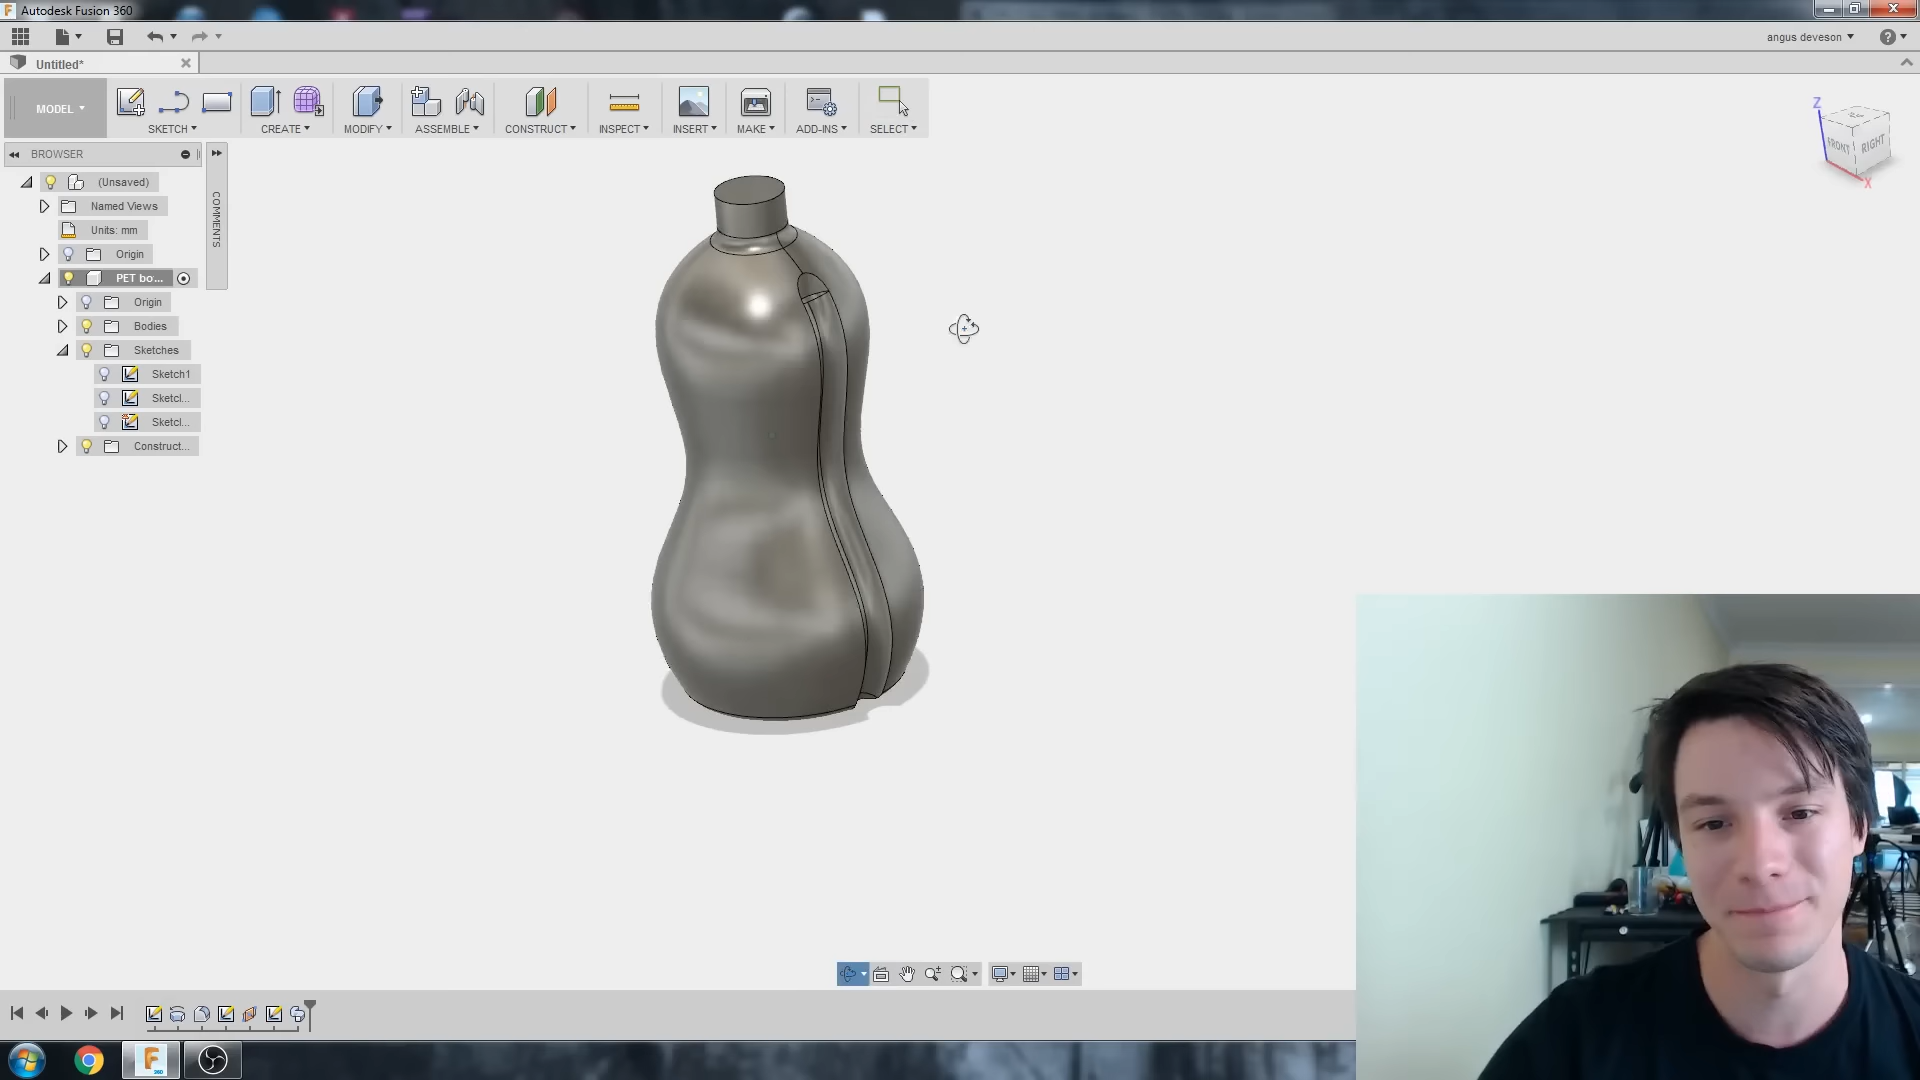 Autodesk Fusion 360
angus deveson
Untitled*
MODEL
SKETCH
CREATE
MODIFY
ASSEMBLE
CONSTRUCT
INSPECT
INSERT
MAKE
ADD-INS
SELECT
Z
FRONT
RIGHT
X
BROWSER
COMMENTS
(Unsaved)
Named Views
Units: mm
Origin
PET bo...
Origin
Bodies
Sketches
Sketch1
Sketcl...
Sketcl...
Construct...